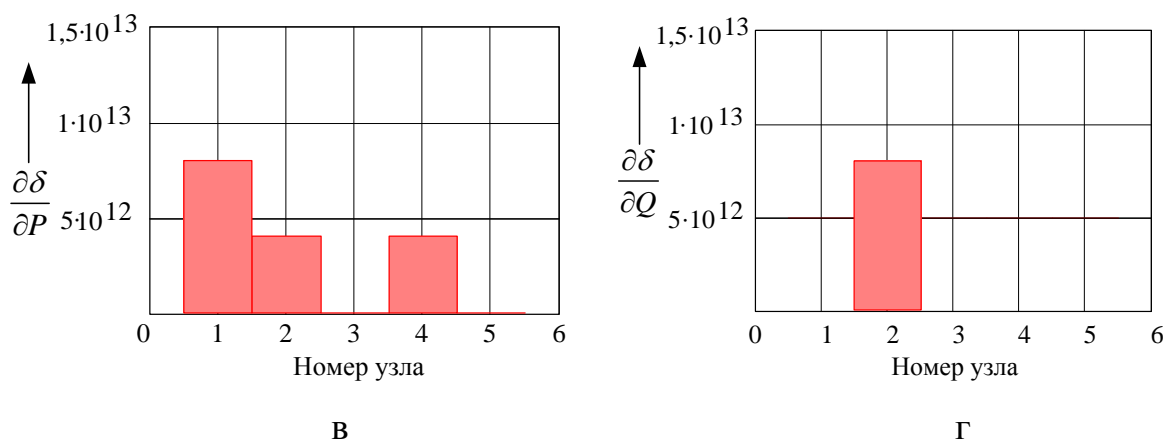 1,5·10^13
1·10^13
5·10^12
∂δ/∂P
0 1 2 3 4 5 6
Номер узла
в
1,5·10^13
1·10^13
5·10^12
∂δ/∂Q
0 1 2 3 4 5 6
Номер узла
г